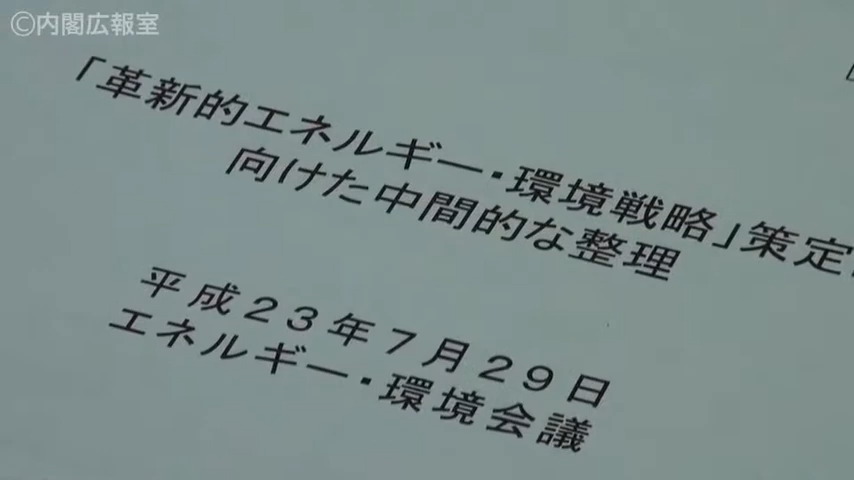 ©内閣広報室
「革新的エネルギー・環境戦略」策定
向けた中間的な整理
平成23年7月29日
エネルギー・環境会議